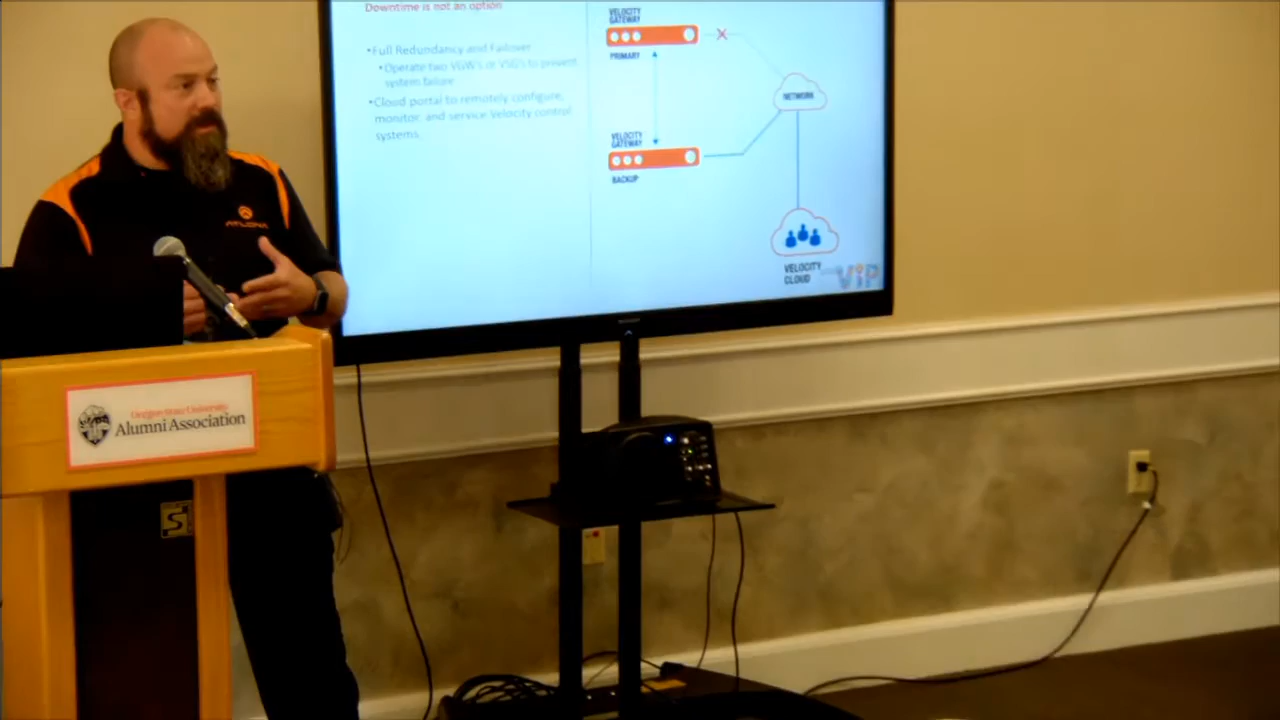 Downtime is not an option
•Full Redundancy and Failover
•Operate two VGW's or VSG's to prevent
system failure
•Cloud portal to remotely configure,
monitor, and service Velocity control
systems.
VELOCITY
GATEWAY
PRIMARY
VELOCITY
GATEWAY
BACKUP
NETWORK
VELOCITY
CLOUD
ViP
ATLONA
Oregon State University
Alumni Association
S